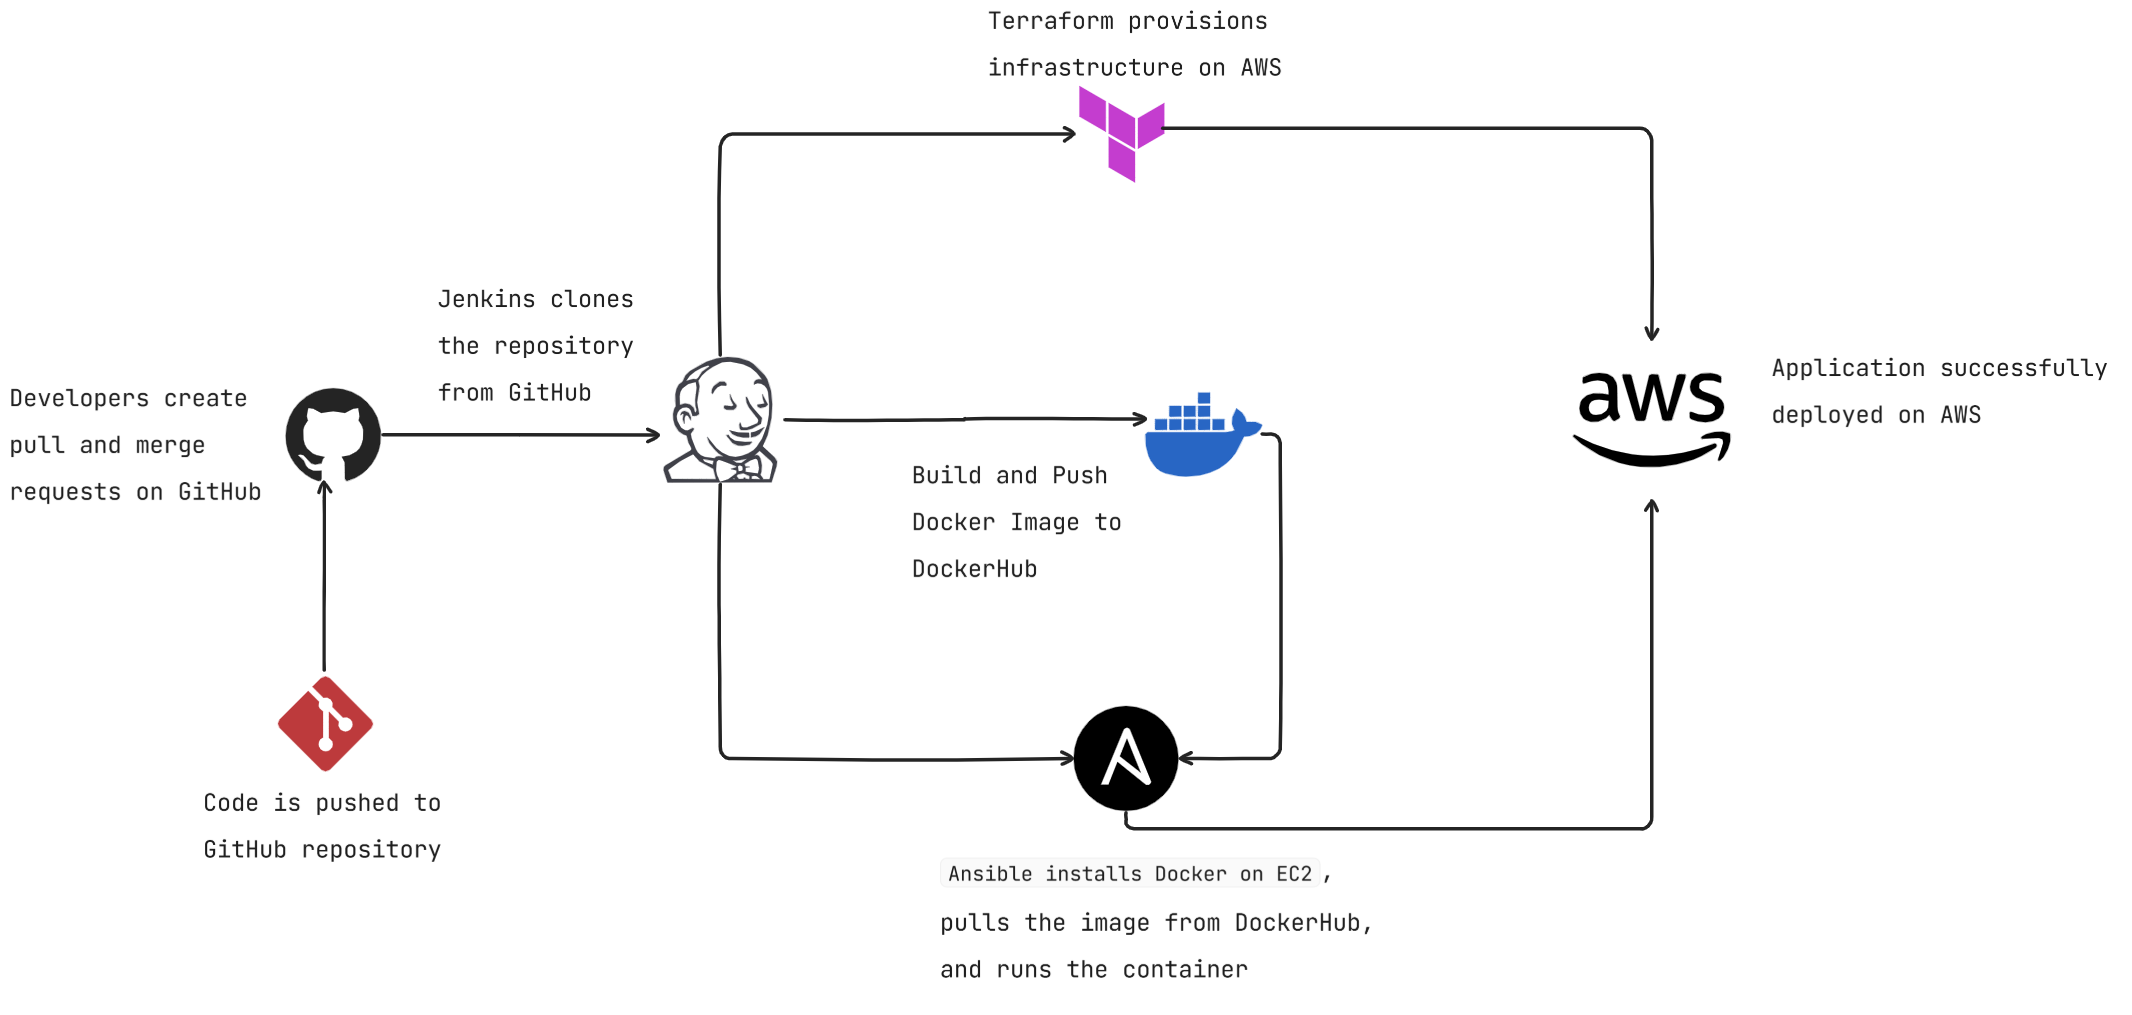 Terraform provisions
infrastructure on AWS
Jenkins clones
the repository
from GitHub
Developers create
pull and merge
requests on GitHub
Build and Push
Docker Image to
DockerHub
aws
Application successfully
deployed on AWS
Code is pushed to
GitHub repository
Ansible installs Docker on EC2,
pulls the image from DockerHub,
and runs the container